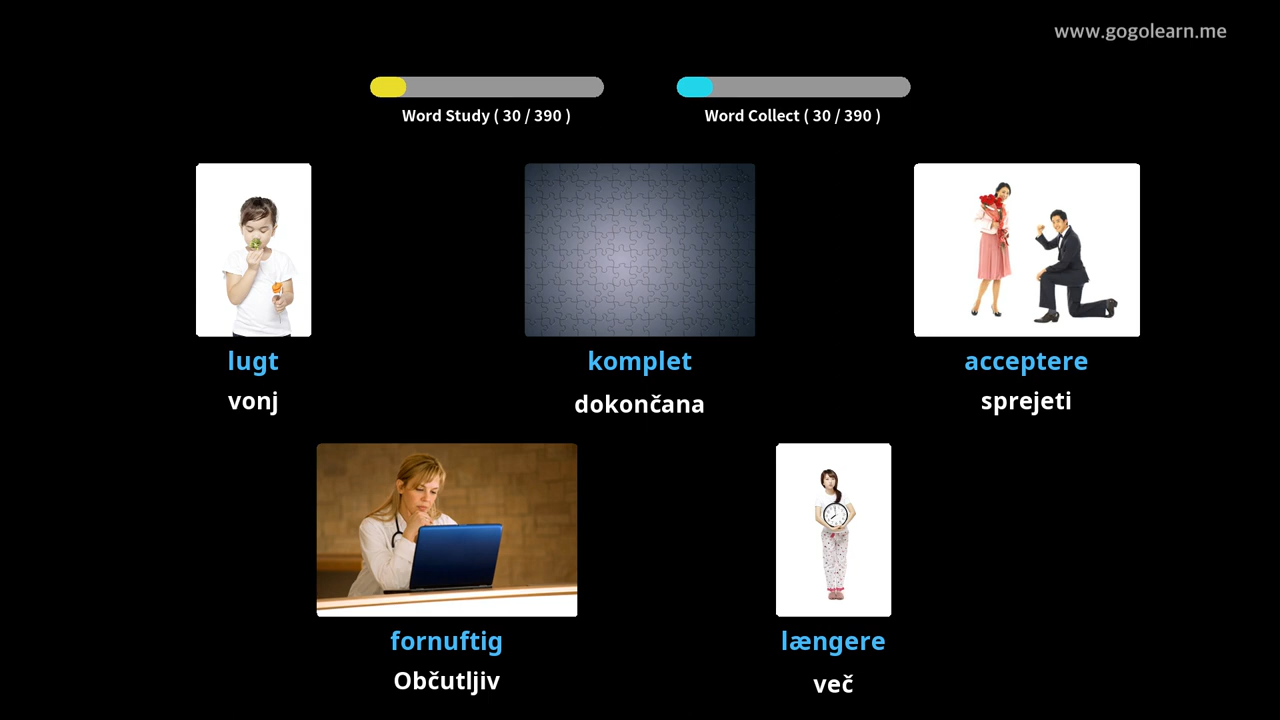 www.gogolearn.me
Word Study ( 30 / 390 )
Word Collect ( 30 / 390 )
lugt
vonj
komplet
dokončana
acceptere
sprejeti
fornuftig
Občutljiv
længere
več